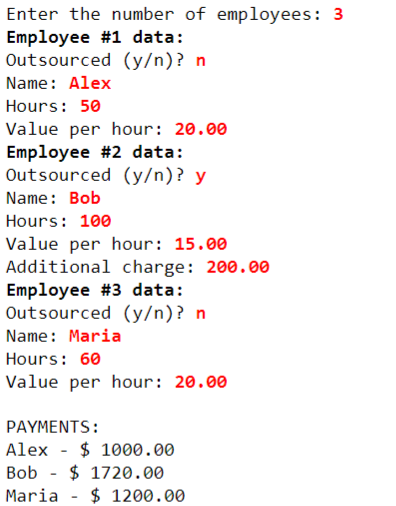 Enter the number of employees: 3
Employee #1 data:
Outsourced (y/n)? n
Name: Alex
Hours: 50
Value per hour: 20.00
Employee #2 data:
Outsourced (y/n)? y
Name: Bob
Hours: 100
Value per hour: 15.00
Additional charge: 200.00
Employee #3 data:
Outsourced (y/n)? n
Name: Maria
Hours: 60
Value per hour: 20.00
PAYMENTS:
Alex - $ 1000.00
Bob - $ 1720.00
Maria - $ 1200.00